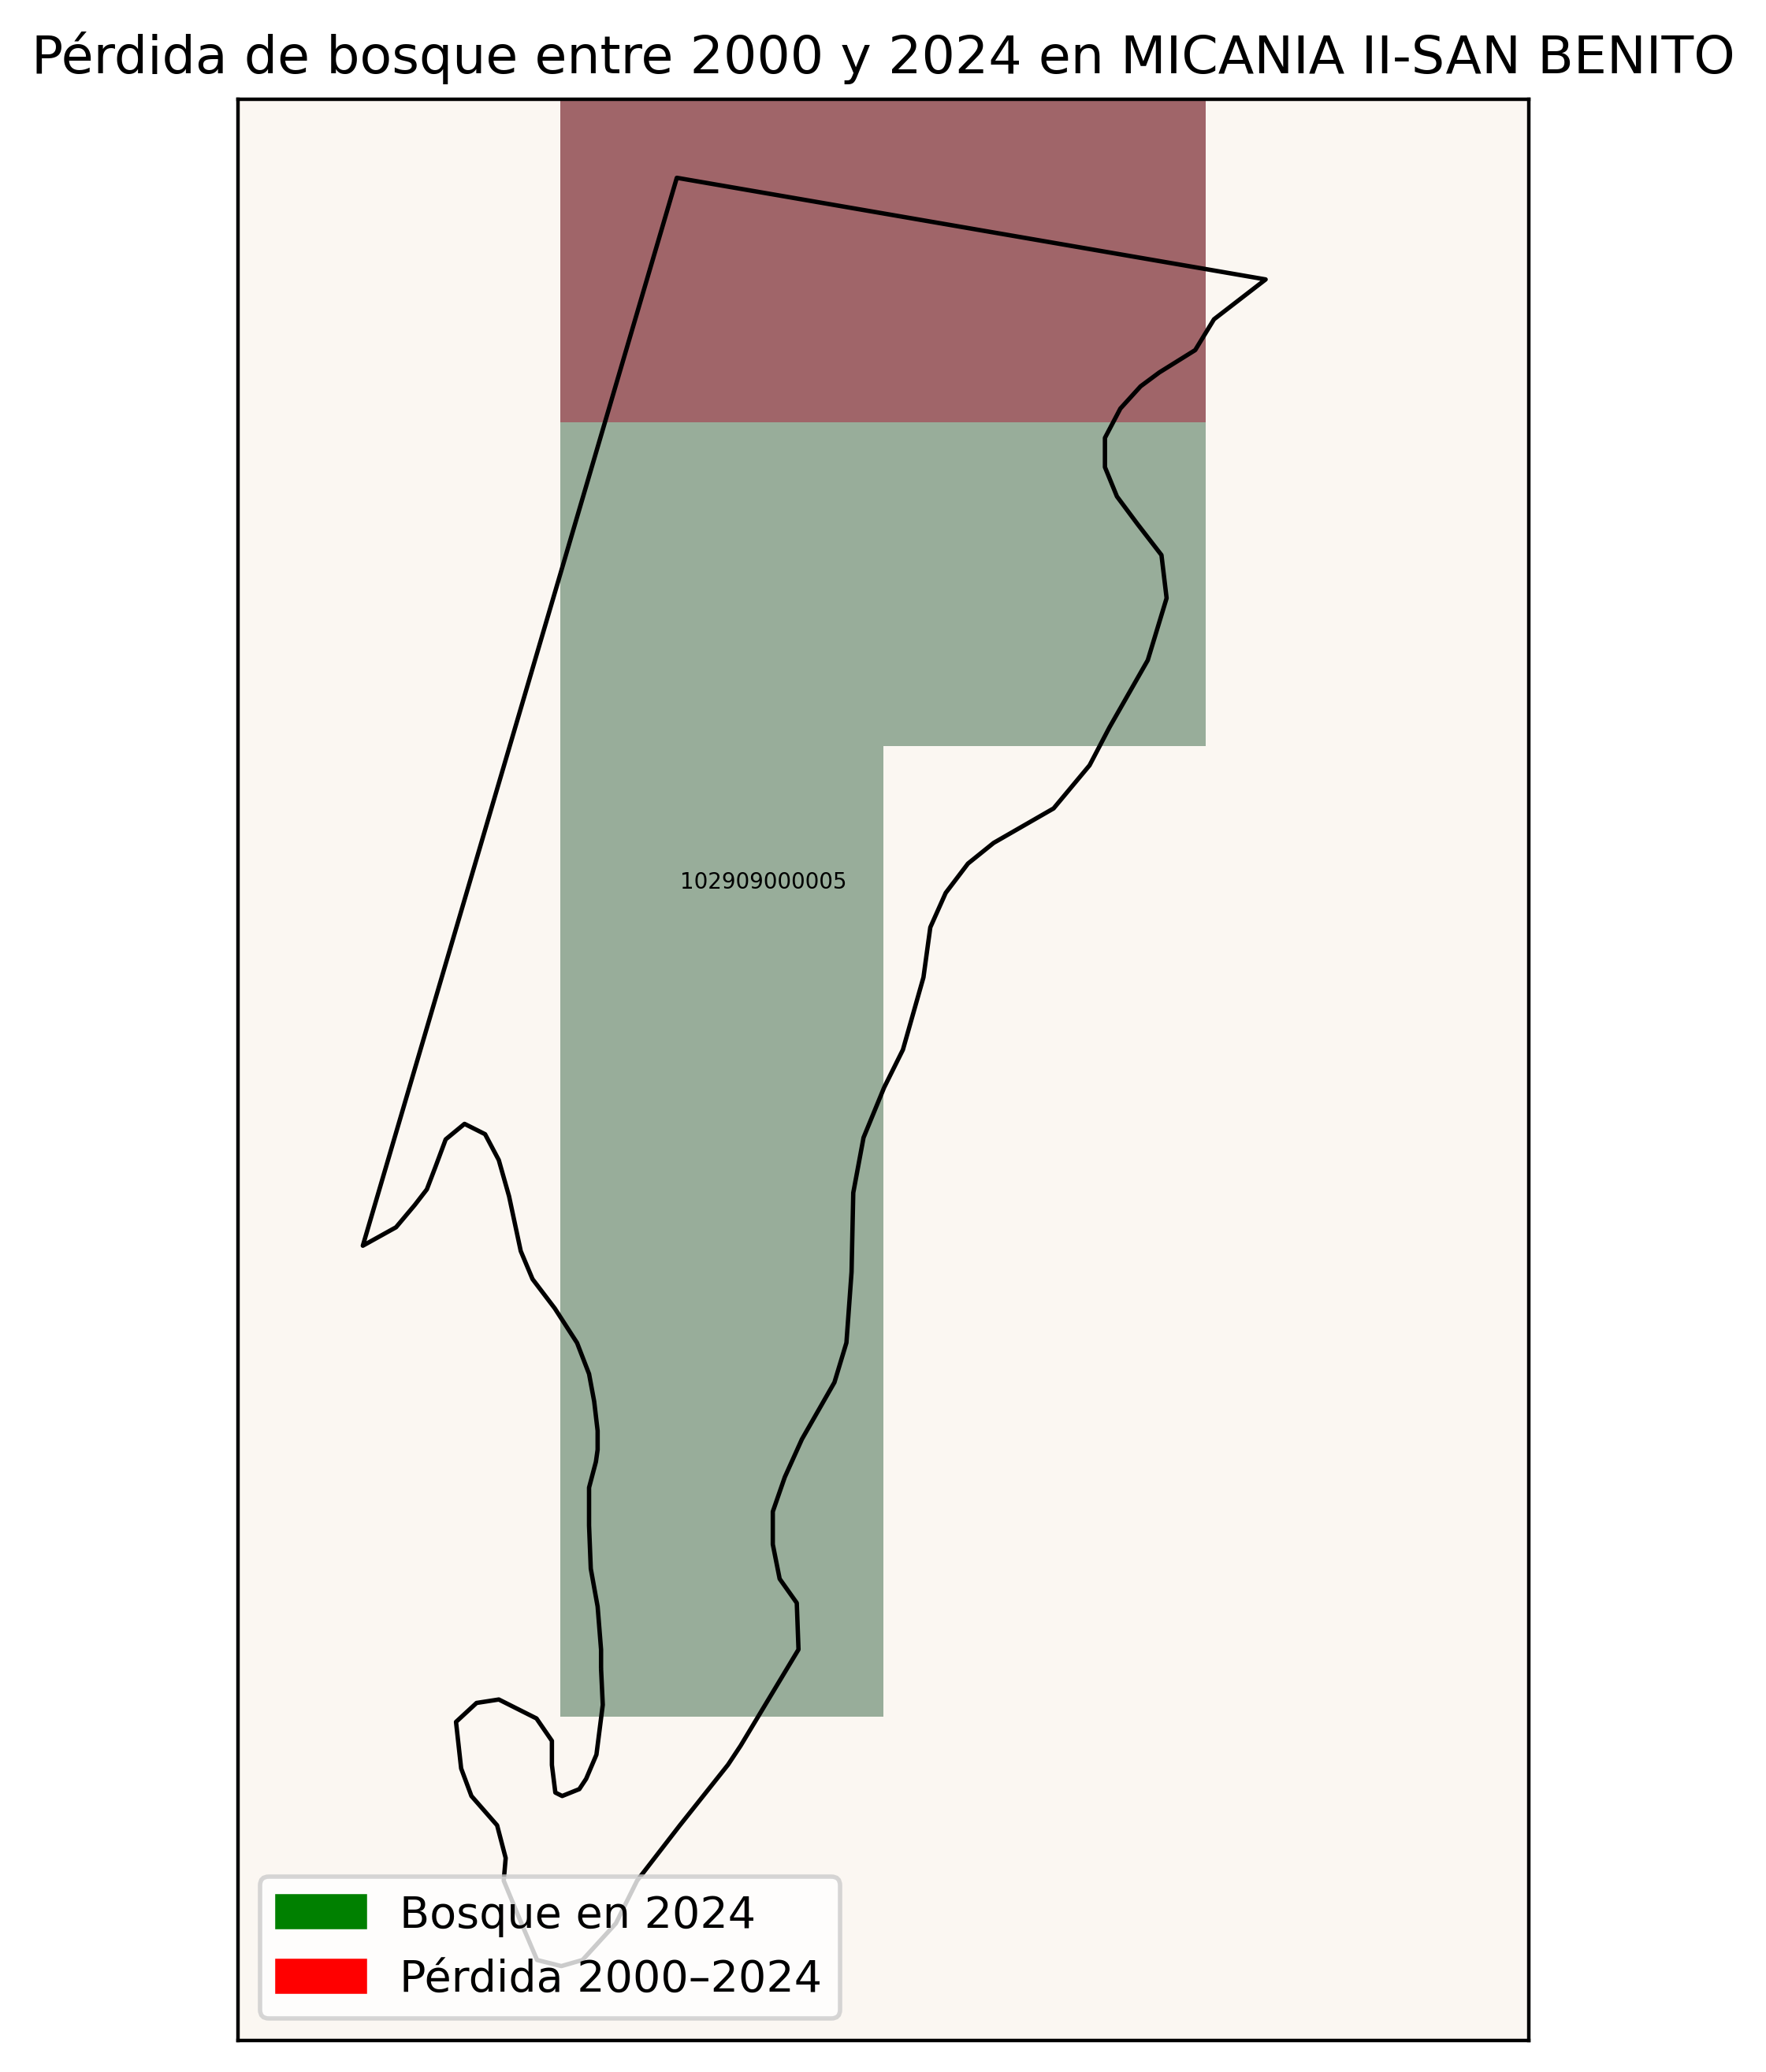 Pérdida de bosque entre 2000 y 2024 en MICANIA II-SAN BENITO
102909000005
Bosque en 2024
Pérdida 2000–2024